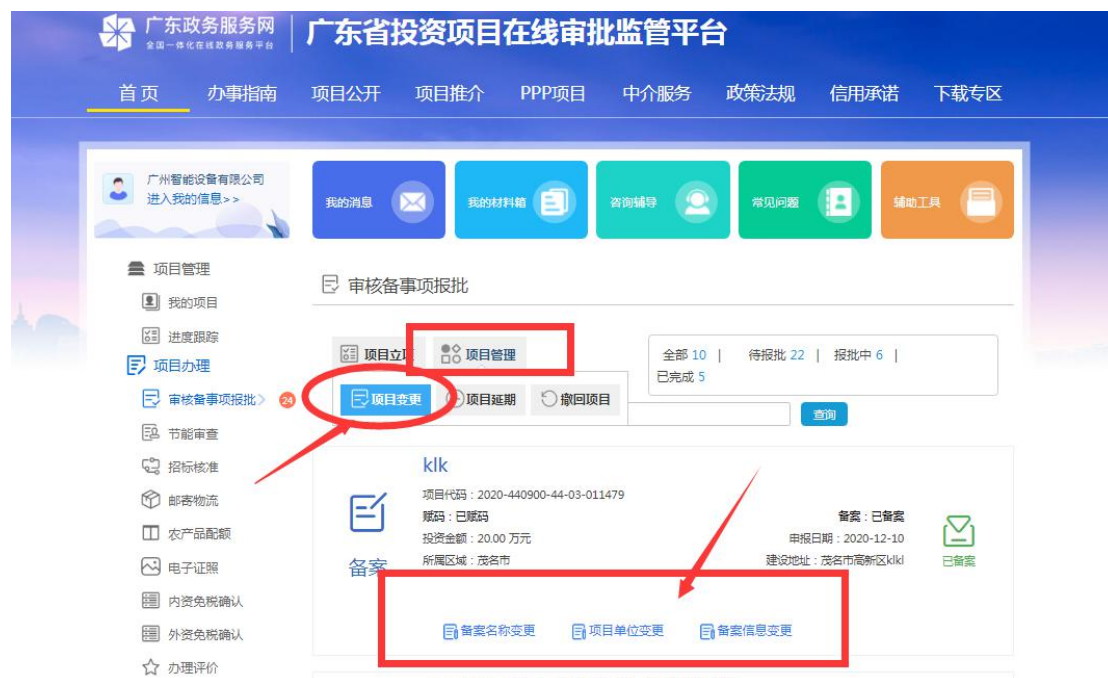 广东政务服务网
全国一体化在线政务服务平台
广东省投资项目在线审批监管平台
首页 办事指南 项目公开 项目推介 PPP项目 中介服务 政策法规 信用承诺 下载专区
广州智能设备有限公司
进入我的信息>>
我的消息 我的材料箱 咨询辅导 常见问题 辅助工具
项目管理
我的项目
进度跟踪
项目办理
审核备事项报批 24
节能审查
招标核准
邮寄物流
农产品配额
电子证照
内资免税确认
外资免税确认
办理评价
审核备事项报批
项目立项 项目管理
全部 10 | 待报批 22 | 报批中 6 |
已完成 5
项目变更 项目延期 撤回项目
查询
klk
项目代码：2020-440900-44-03-011479
赋码：已赋码 备案：已备案
投资金额：20.00 万元 申报日期：2020-12-10
所属区域：茂名市 建设地址：茂名市高新区klkl
备案 已备案
备案名称变更 项目单位变更 备案信息变更